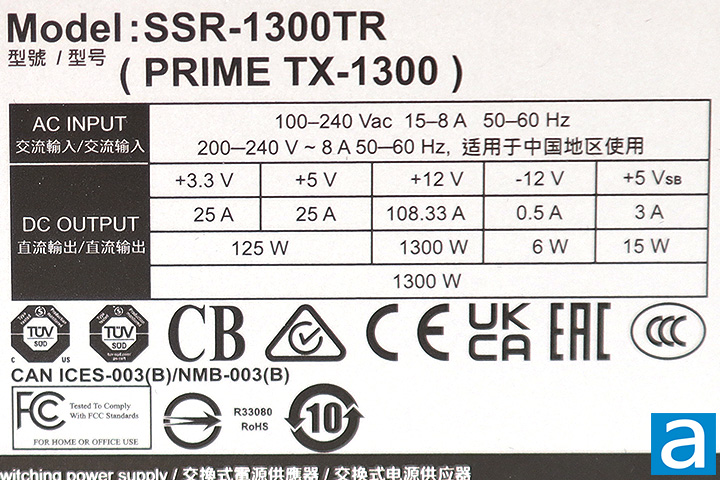 Model:SSR-1300TR
型號 / 型号
( PRIME TX-1300 )
AC INPUT
交流輸入/交流输入
100–240 Vac 15–8 A 50–60 Hz
200–240 V ~ 8 A 50–60 Hz, 适用于中国地区使用
DC OUTPUT
直流輸出/直流输出
+3.3 V +5 V +12 V -12 V +5 VSB
25 A 25 A 108.33 A 0.5 A 3 A
125 W 1300 W 6 W 15 W
1300 W
TÜV SÜD
C US
TÜV SÜD
CB
CE
UK CA
EAC
CCC
CAN ICES-003(B)/NMB-003(B)
FC
Tested To Comply
With FCC Standards
FOR HOME OR OFFICE USE
R33080
RoHS
10
a
witching power supply / 交換式電源供應器 / 交换式电源供应器